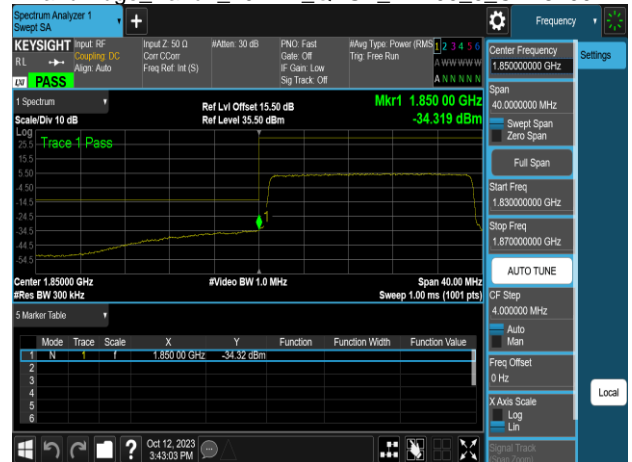 Spectrum Analyzer 1
Swept SA
Frequency
KEYSIGHT
Input: RF
Input Z: 50 Ω
#Atten: 30 dB
PNO: Fast
#Avg Type: Power (RMS
1 2 3 4 5 6
R L
Coupling: DC
Corr CCorr
Gate: Off
Trig: Free Run
A W W W W W
Align: Auto
Freq Ref: Int (S)
IF Gain: Low
Sig Track: Off
A N N N N N
LXI
PASS
1 Spectrum
Ref Lvl Offset 15.50 dB
Mkr1 1.850 00 GHz
Scale/Div 10 dB
Ref Level 35.50 dBm
-34.319 dBm
Log
Trace 1 Pass
25.5
15.5
5.50
-4.50
-14.5
-24.5
-34.5
-44.5
-54.5
1
Center 1.85000 GHz
#Video BW 1.0 MHz
Span 40.00 MHz
#Res BW 300 kHz
Sweep 1.00 ms (1001 pts)
5 Marker Table
Mode Trace Scale X Y Function Function Width Function Value
1 N 1 f 1.850 00 GHz -34.32 dBm
2
3
4
5
6
Oct 12, 2023
3:43:03 PM
Center Frequency
1.850000000 GHz
Settings
Span
40.0000000 MHz
Swept Span
Zero Span
Full Span
Start Freq
1.830000000 GHz
Stop Freq
1.870000000 GHz
AUTO TUNE
CF Step
4.000000 MHz
Auto
Man
Freq Offset
0 Hz
X Axis Scale
Log
Lin
Local
Signal Track
(Span Zoom)